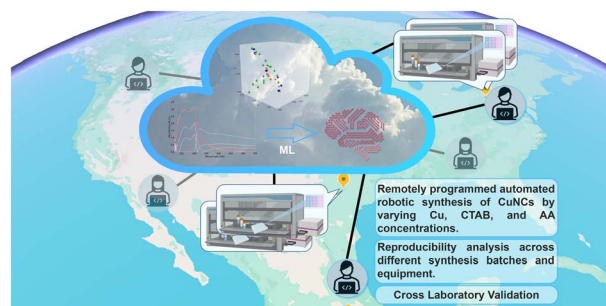 ML
Remotely programmed automated
robotic synthesis of CuNCs by
varying Cu, CTAB, and AA
concentrations.
Reproducibility analysis across
different synthesis batches and
equipment.
Cross Laboratory Validation